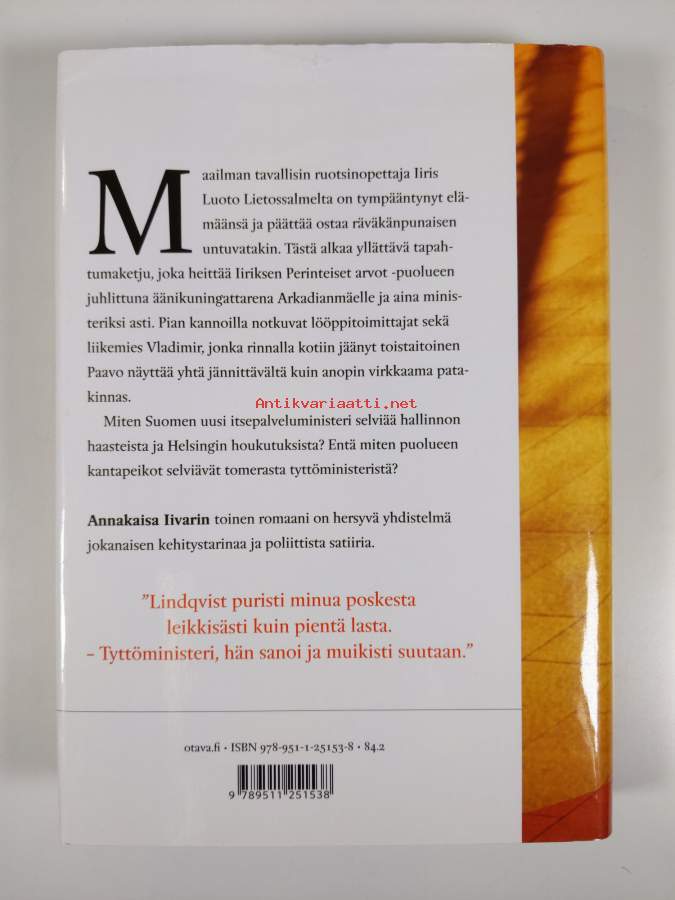 Maailman tavallisin ruotsinopettaja Iiris
Luoto Lietossalmelta on tympääntynyt elä-
määnsä ja päättää ostaa räväkänpunaisen
untuvatakin. Tästä alkaa yllättävä tapah-
tumaketju, joka heittää Iiriksen Perinteiset arvot -puolueen
juhlittuna äänikuningattarena Arkadianmäelle ja aina minis-
teriksi asti. Pian kannoilla notkuvat lööppitoimittajat sekä
liikemies Vladimir, jonka rinnalla kotiin jäänyt toistaitoinen
Paavo näyttää yhtä jännittävältä kuin anopin virkkaama pata-
kinnas.
Antikvariaatti.net
Miten Suomen uusi itsepalveluministeri selviää hallinnon
haasteista ja Helsingin houkutuksista? Entä miten puolueen
kantapeikot selviävät tomerasta tyttöministeristä?
Annakaisa Iivarin toinen romaani on hersyvä yhdistelmä
jokanaisen kehitystarinaa ja poliittista satiiria.
”Lindqvist puristi minua poskesta
leikkisästi kuin pientä lasta.
– Tyttöministeri, hän sanoi ja muikisti suutaan.”
otava.fi • ISBN 978-951-1-25153-8 • 84.2
9 789511 251538